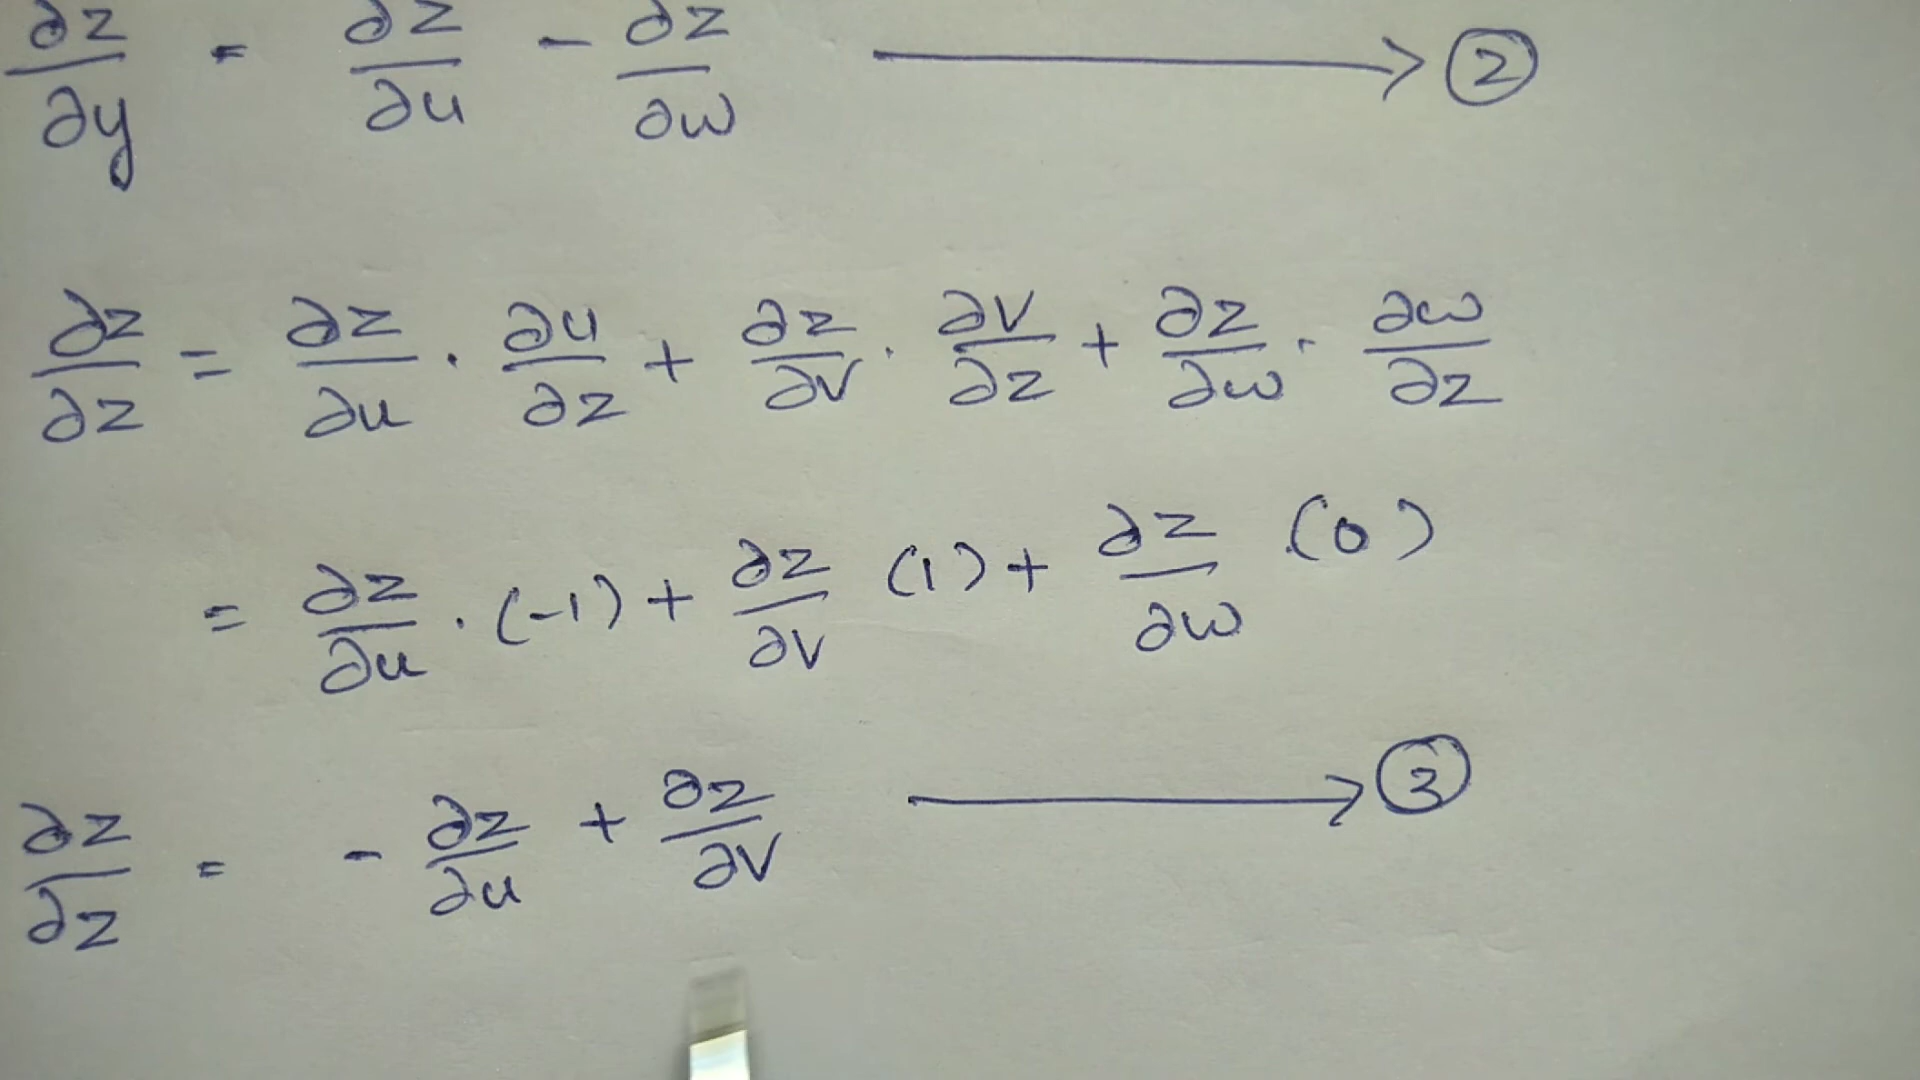 ∂z/∂y = ∂z/∂u - ∂z/∂w ⟶ ②
∂z/∂z = ∂z/∂u . ∂u/∂z + ∂z/∂v . ∂v/∂z + ∂z/∂w . ∂w/∂z
= ∂z/∂u . (-1) + ∂z/∂v (1) + ∂z/∂w (0)
∂z/∂z = - ∂z/∂u + ∂z/∂v ⟶ ③